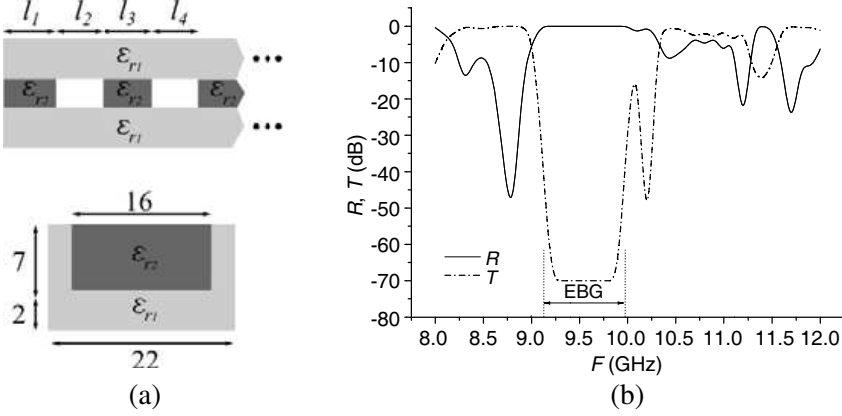 l₁ l₂ l₃ l₄
εr₁
εr₂ εr₂ εr₂
εr₁
16
7
εr₂
2
εr₁
22
(a)
0
-10
-20
-30
-40
-50
-60
-70
-80
R, T (dB)
R
T
EBG
8.0 8.5 9.0 9.5 10.0 10.5 11.0 11.5 12.0
F (GHz)
(b)